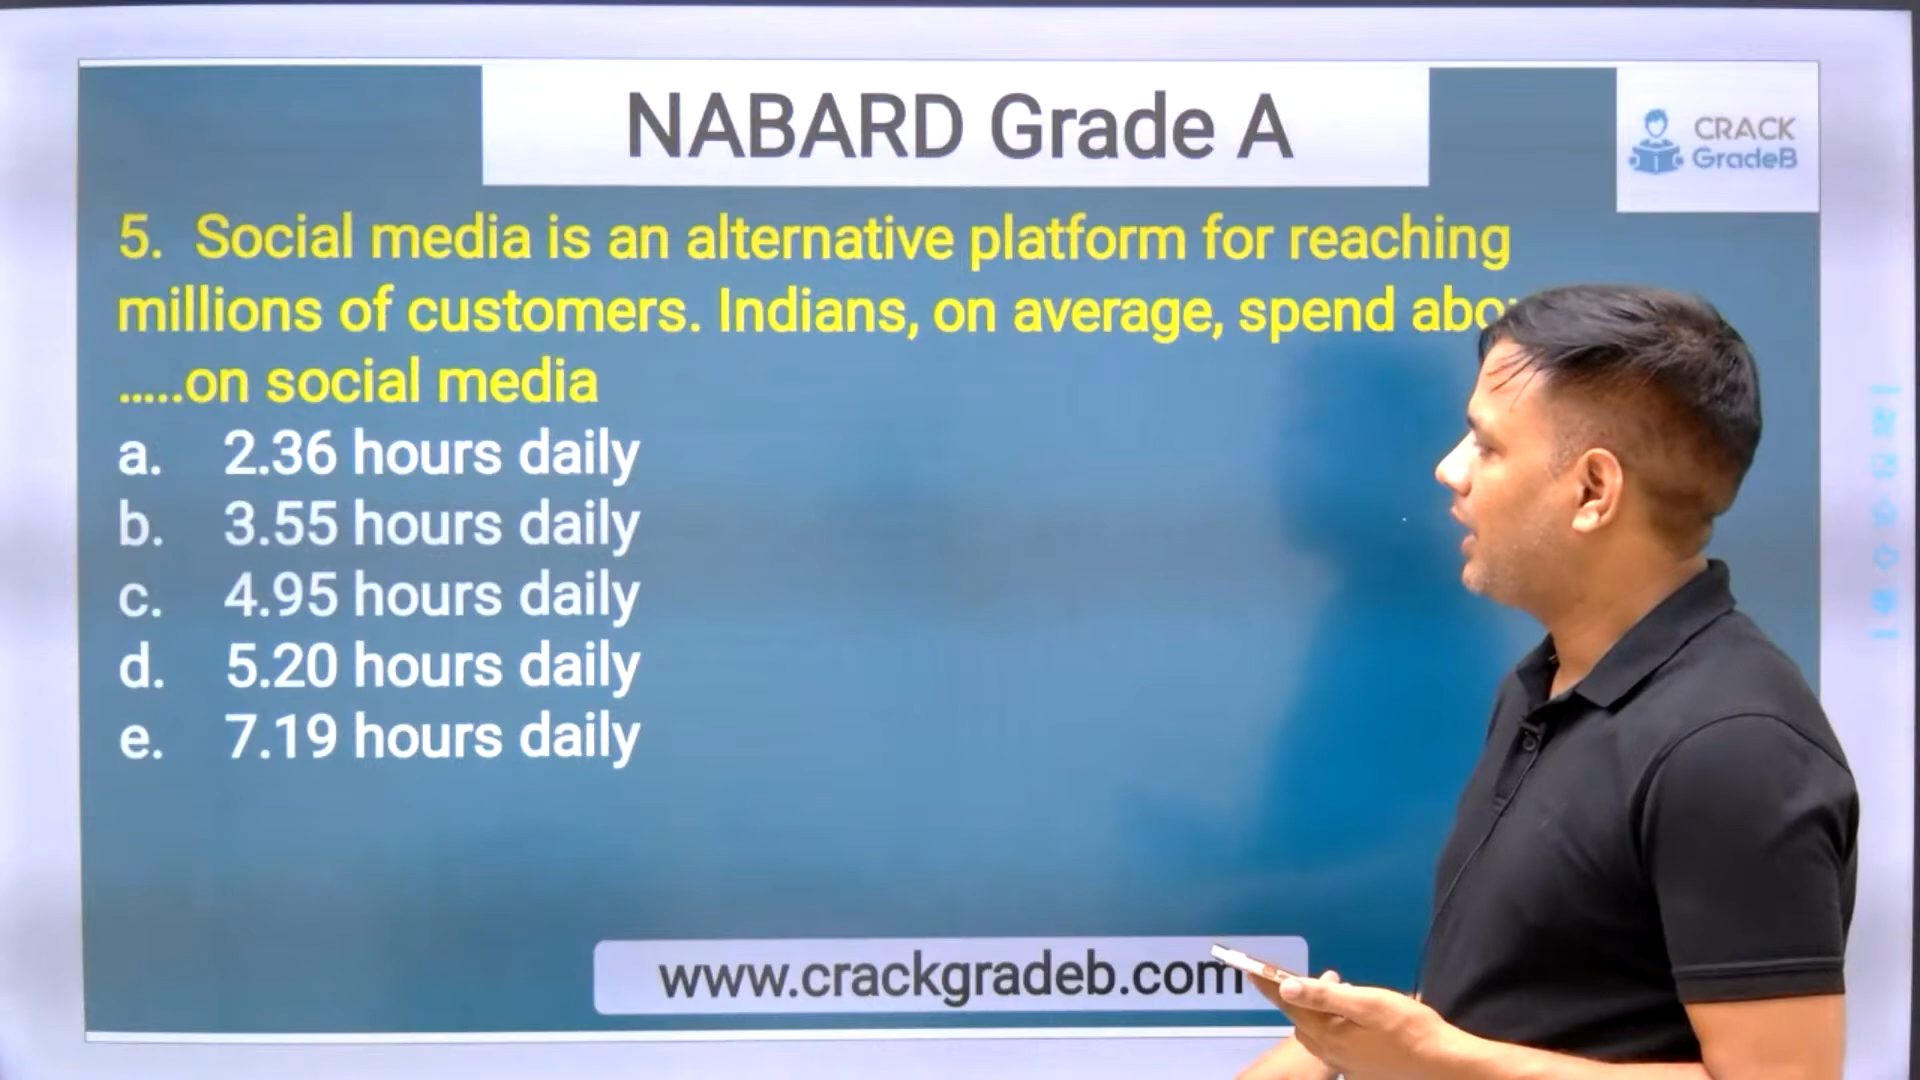 NABARD Grade A
CRACK
GradeB
5. Social media is an alternative platform for reaching
millions of customers. Indians, on average, spend
.....on social media
a. 2.36 hours daily
b. 3.55 hours daily
c. 4.95 hours daily
d. 5.20 hours daily
e. 7.19 hours daily
www.crackgradeb.com